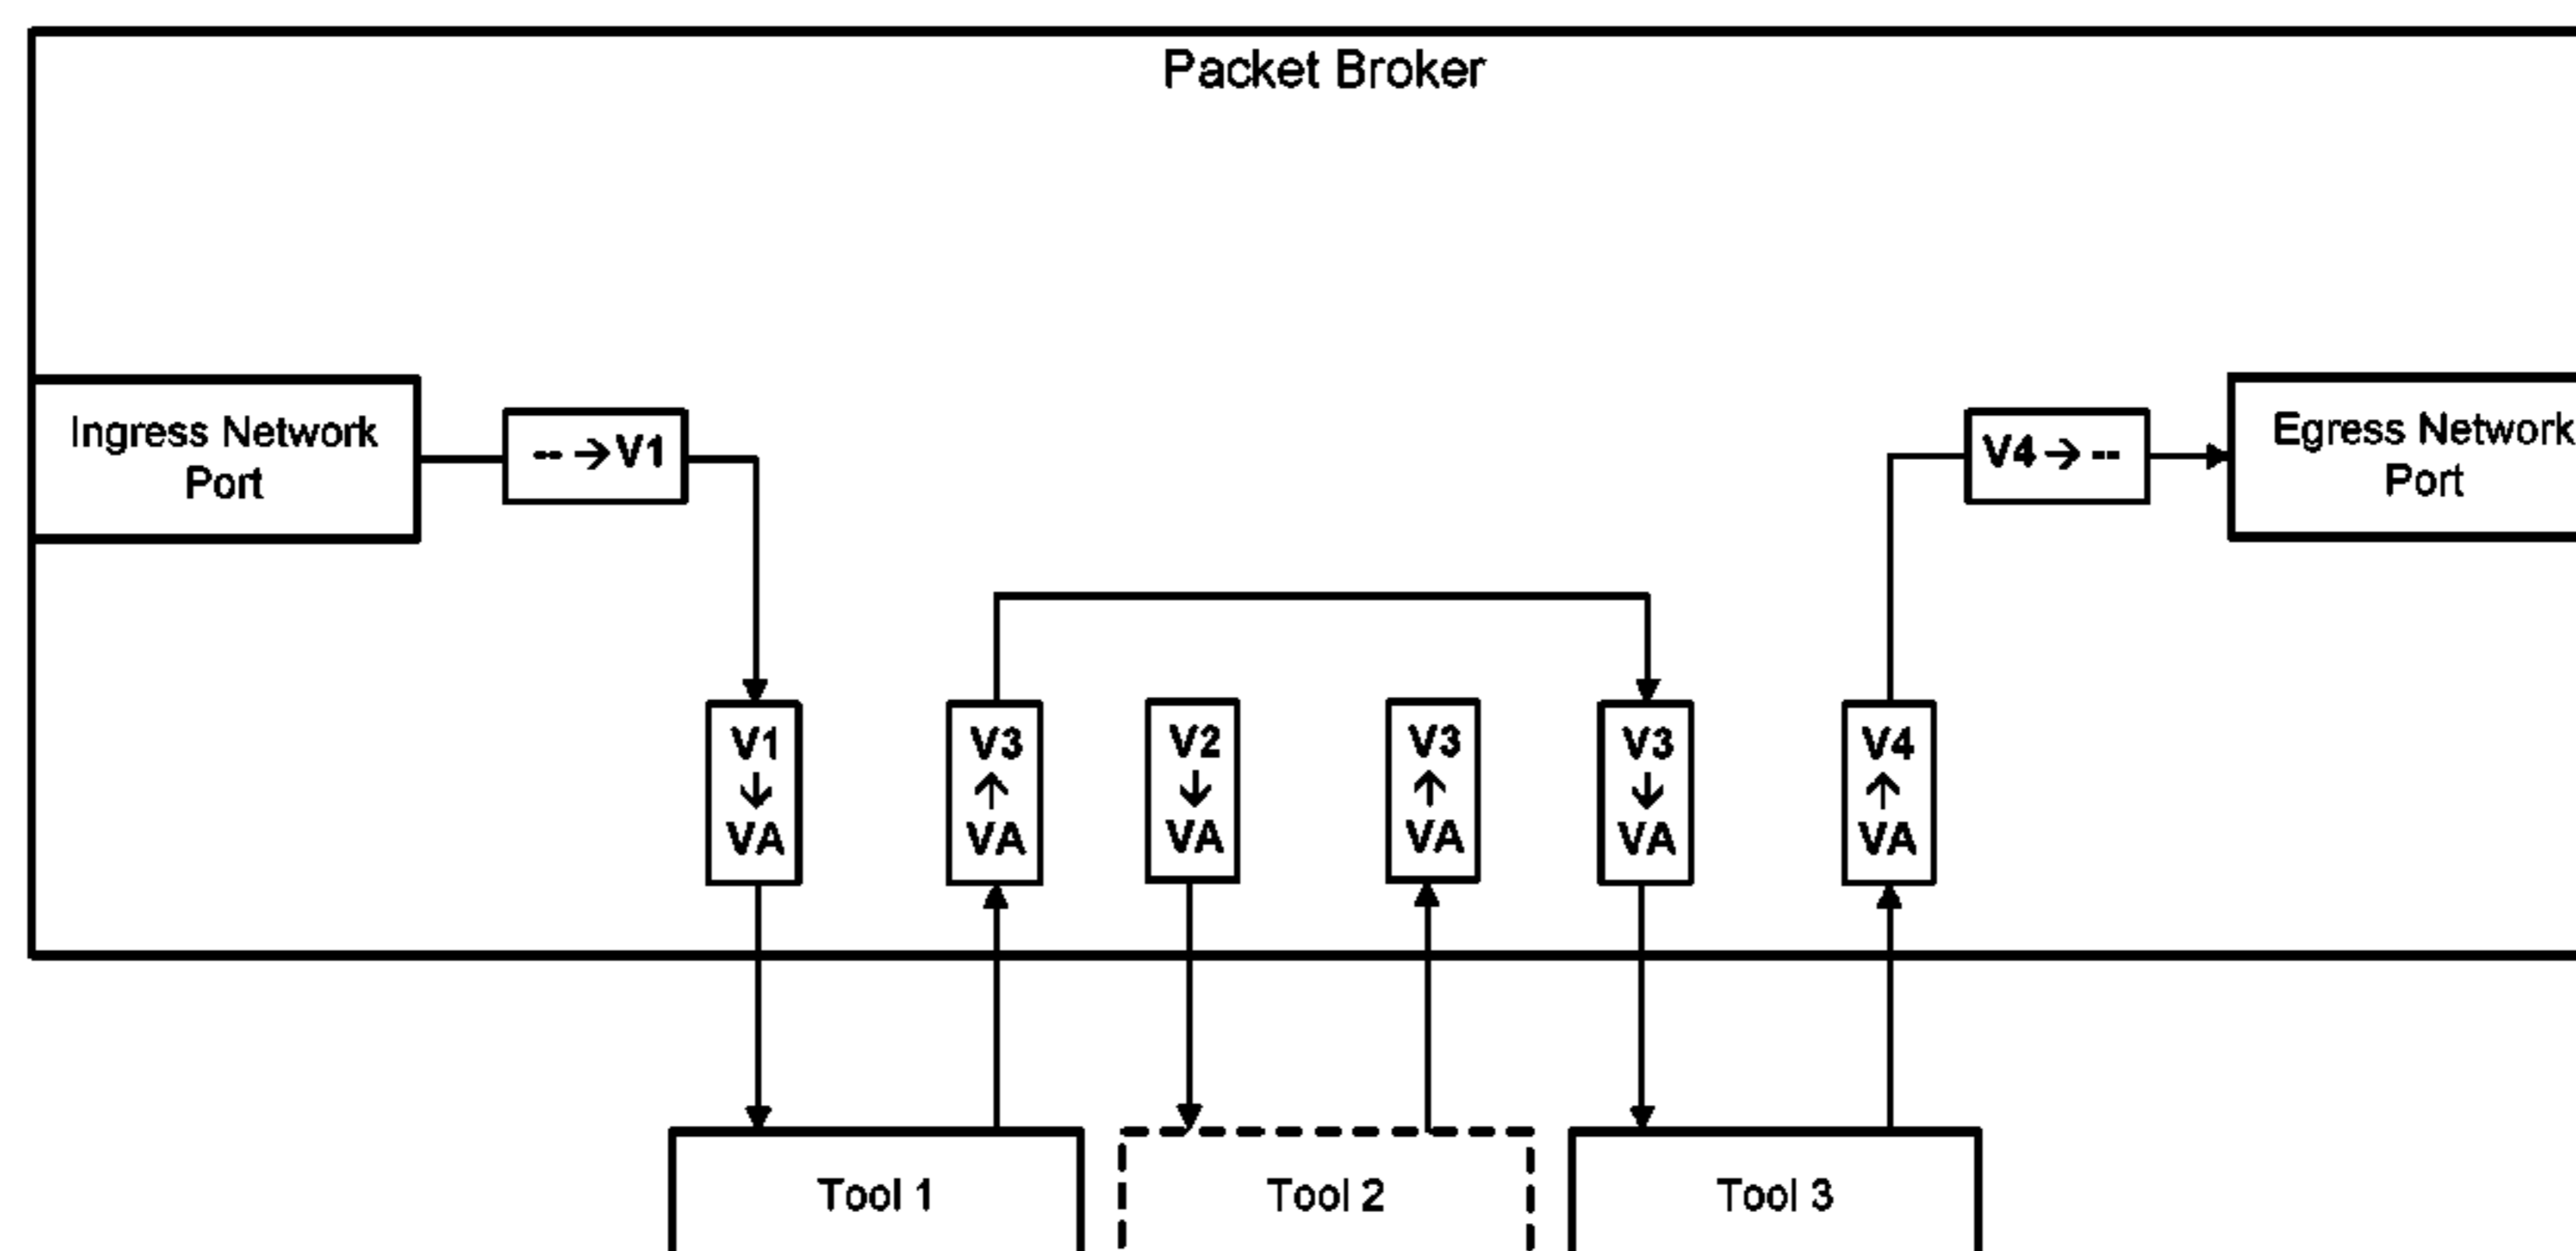 Packet Broker
Ingress Network
Port
-- → V1
V4 → --
Egress Network
Port
V1
↓
VA
V3
↑
VA
V2
↓
VA
V3
↑
VA
V3
↓
VA
V4
↑
VA
Tool 1
Tool 2
Tool 3